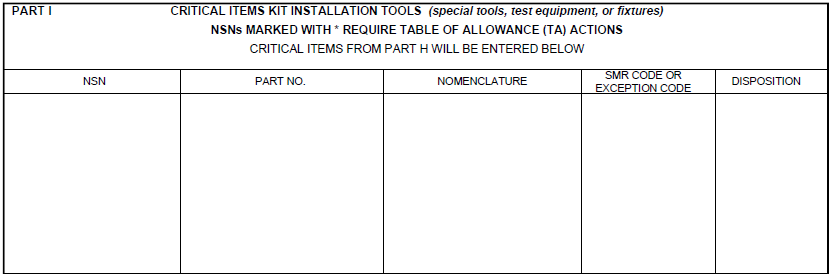 PART I CRITICAL ITEMS KIT INSTALLATION TOOLS (special tools, test equipment, or fixtures)
NSNs MARKED WITH * REQUIRE TABLE OF ALLOWANCE (TA) ACTIONS
CRITICAL ITEMS FROM PART H WILL BE ENTERED BELOW
NSN
PART NO.
NOMENCLATURE
SMR CODE OR
EXCEPTION CODE
DISPOSITION